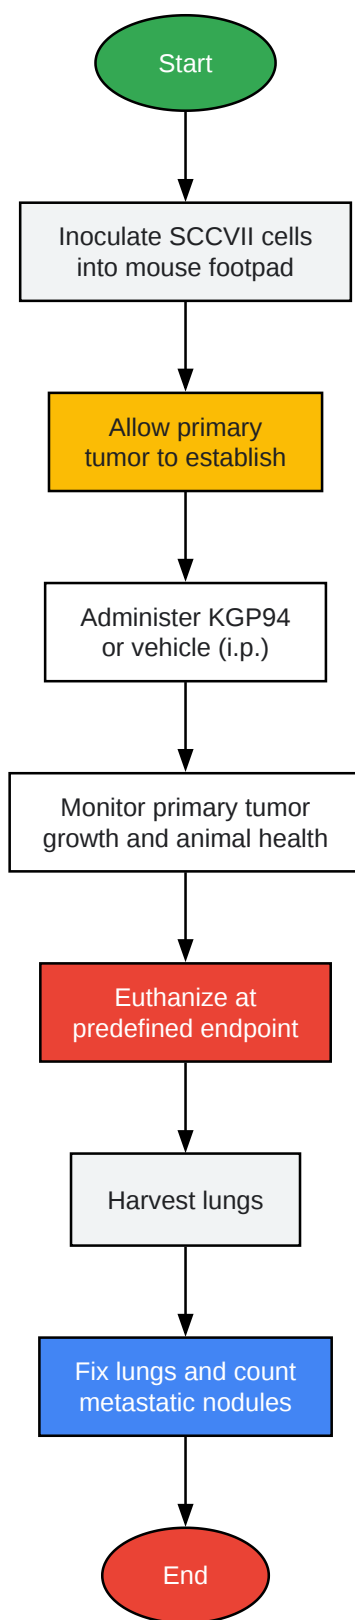 Start
Inoculate SCCVII cells
into mouse footpad
Allow primary
tumor to establish
Administer KGP94
or vehicle (i.p.)
Monitor primary tumor
growth and animal health
Euthanize at
predefined endpoint
Harvest lungs
Fix lungs and count
metastatic nodules
End